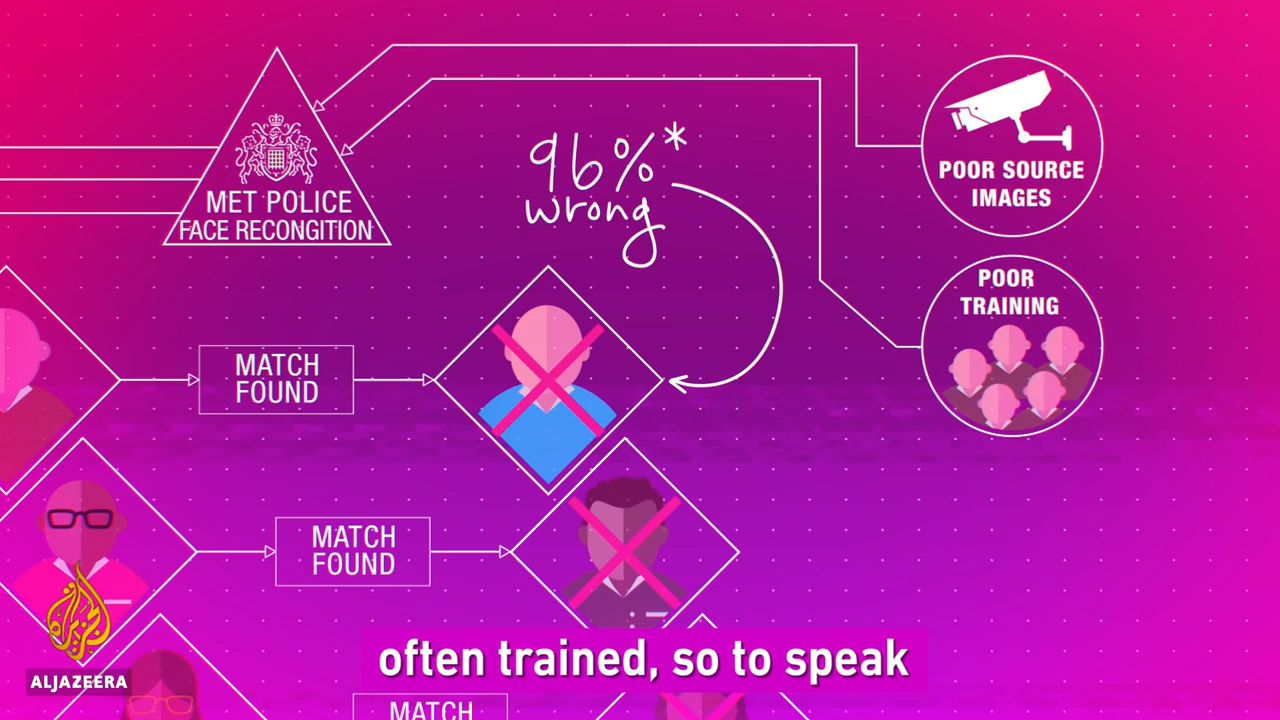 MET POLICE
FACE RECONGITION
96%*
wrong
POOR SOURCE
IMAGES
POOR
TRAINING
MATCH
FOUND
MATCH
FOUND
MATCH
often trained, so to speak
ALJAZEERA